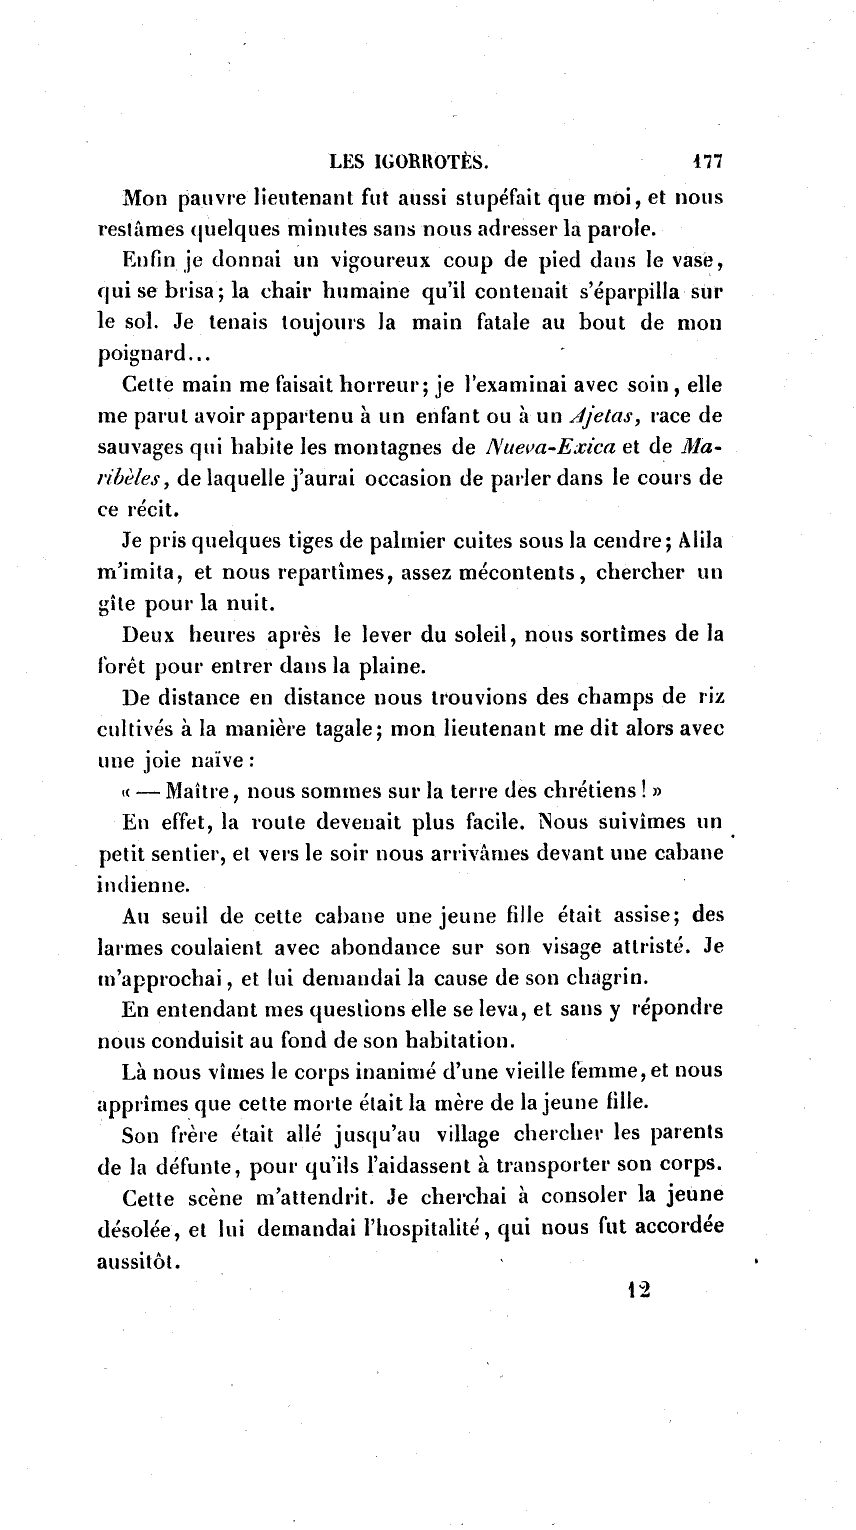 LES IGORROTÈS. 177
Mon pauvre lieutenant fut aussi stupéfait que moi, et nous
restâmes quelques minutes sans nous adresser la parole.
Enfin je donnai un vigoureux coup de pied dans le vase,
qui se brisa; la chair humaine qu'il contenait s'éparpilla sur
le sol. Je tenais toujours la main fatale au bout de mon
poignard...
Cette main me faisait horreur; je l'examinai avec soin, elle
me parut avoir appartenu à un enfant ou à un Ajetas, race de
sauvages qui habite les montagnes de Nueva-Exica et de Ma-
ribèles, de laquelle j'aurai occasion de parler dans le cours de
ce récit.
Je pris quelques tiges de palmier cuites sous la cendre; Alila
m'imita, et nous repartîmes, assez mécontents, chercher un
gîte pour la nuit.
Deux heures après le lever du soleil, nous sortîmes de la
forêt pour entrer dans la plaine.
De distance en distance nous trouvions des champs de riz
cultivés à la manière tagale; mon lieutenant me dit alors avec
une joie naïve :
« — Maître, nous sommes sur la terre des chrétiens ! »
En effet, la route devenait plus facile. Nous suivîmes un
petit sentier, et vers le soir nous arrivâmes devant une cabane
indienne.
Au seuil de cette cabane une jeune fille était assise; des
larmes coulaient avec abondance sur son visage attristé. Je
m'approchai, et lui demandai la cause de son chagrin.
En entendant mes questions elle se leva, et sans y répondre
nous conduisit au fond de son habitation.
Là nous vîmes le corps inanimé d'une vieille femme, et nous
apprîmes que cette morte était la mère de la jeune fille.
Son frère était allé jusqu'au village chercher les parents
de la défunte, pour qu'ils l'aidassent à transporter son corps.
Cette scène m'attendrit. Je cherchai à consoler la jeune
désolée, et lui demandai l'hospitalité, qui nous fut accordée
aussitôt.
12